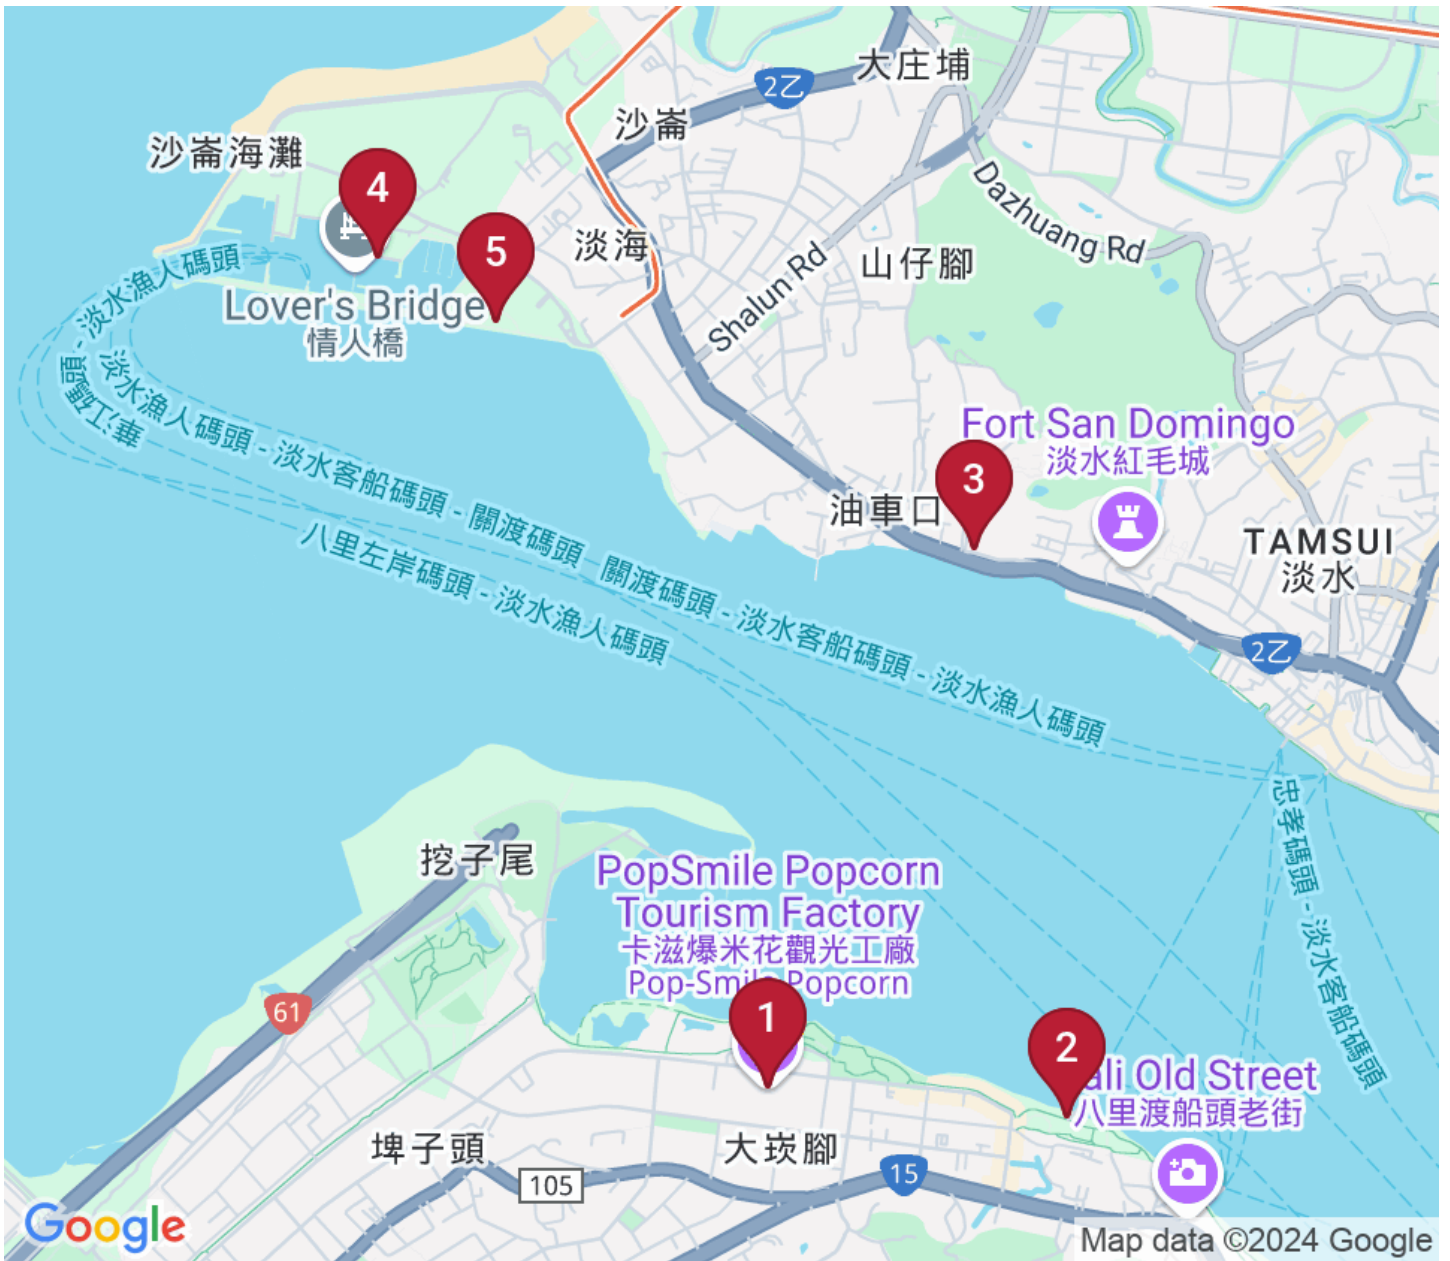 大庄埔
2乙
沙崙
沙崙海灘
4
Dazhuang Rd
5
淡海
山仔腳
淡水漁人碼頭
Shalun Rd
Lover's Bridge
情人橋
淡水漁人碼頭 - 淡水客船碼頭 - 關渡碼頭
Fort San Domingo
淡水紅毛城
3
油車口
八里左岸碼頭 - 淡水漁人碼頭
關渡碼頭 - 淡水客船碼頭 - 淡水漁人碼頭
TAMSUI
淡水
2乙
忠孝碼頭 - 淡水客船碼頭
挖子尾
PopSmile Popcorn
Tourism Factory
卡滋爆米花觀光工廠
Pop-Smile Popcorn
61
1
2
ali Old Street
八里渡船頭老街
埤子頭
大崁腳
105
15
Google
Map data ©2024 Google